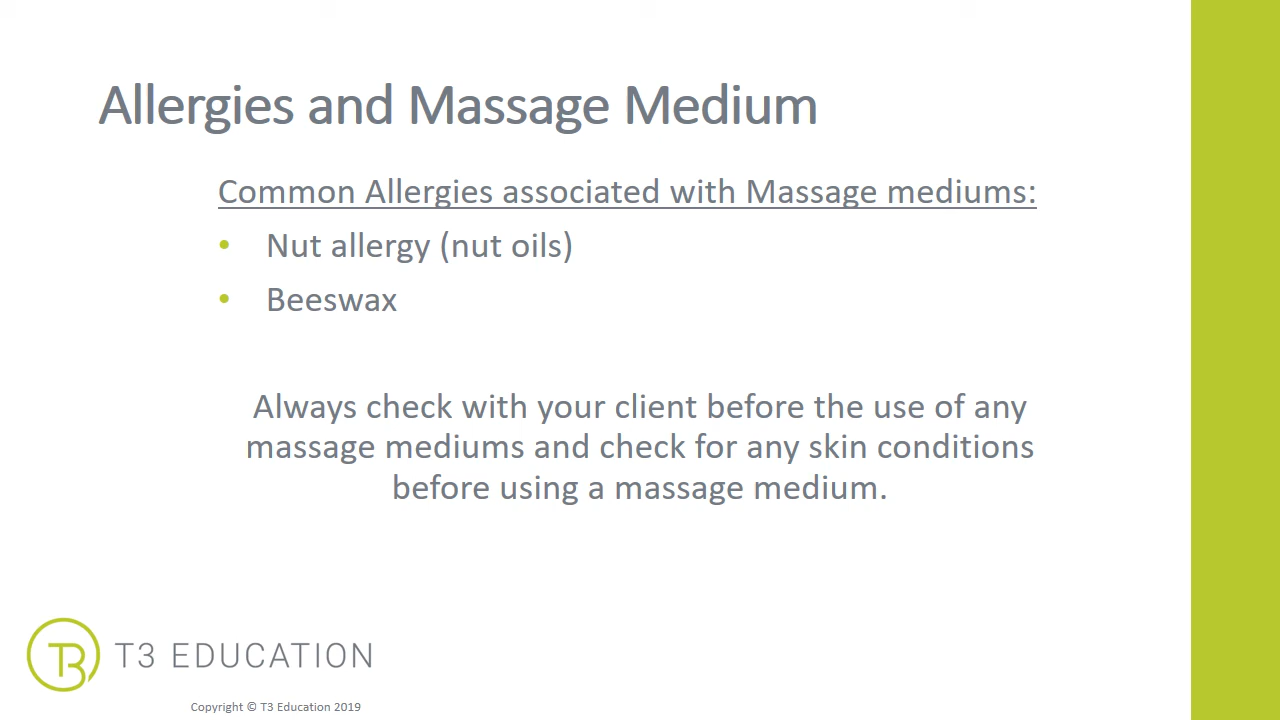 Allergies and Massage Medium
Common Allergies associated with Massage mediums:
• Nut allergy (nut oils)
• Beeswax
Always check with your client before the use of any
massage mediums and check for any skin conditions
before using a massage medium.
T3 T3 EDUCATION
Copyright © T3 Education 2019